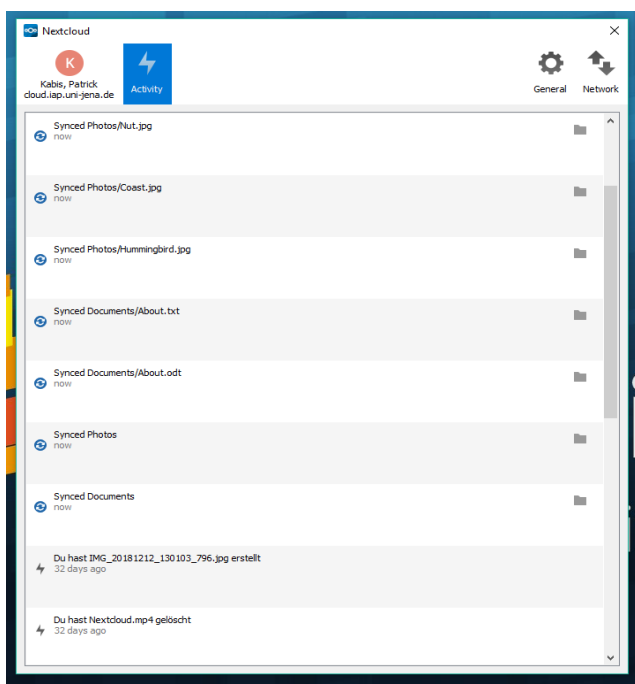 Nextcloud
K
Kabis, Patrick
cloud.iap.uni-jena.de
Activity
General
Network
Synced Photos/Nut.jpg
now
Synced Photos/Coast.jpg
now
Synced Photos/Hummingbird.jpg
now
Synced Documents/About.txt
now
Synced Documents/About.odt
now
Synced Photos
now
Synced Documents
now
Du hast IMG_20181212_130103_796.jpg erstellt
32 days ago
Du hast Nextcloud.mp4 gelöscht
32 days ago